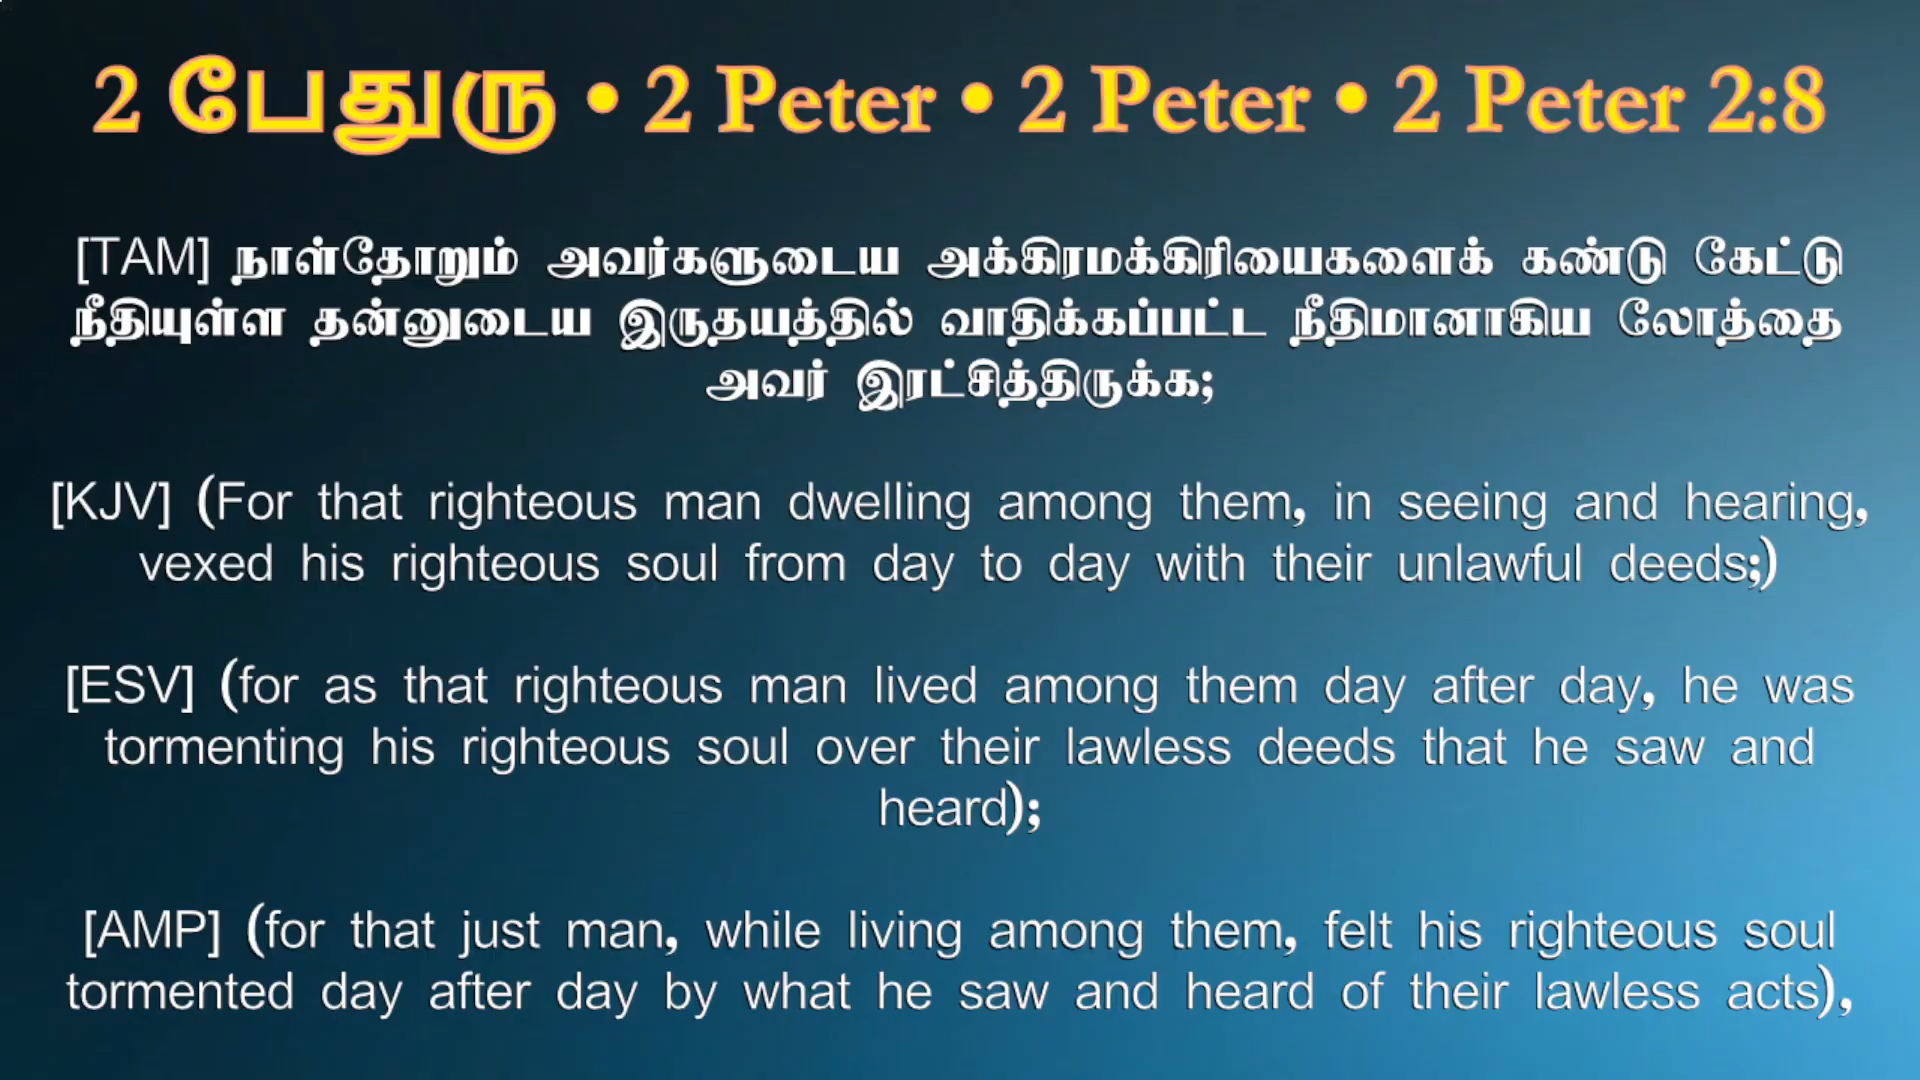 2 பேதுரு • 2 Peter • 2 Peter • 2 Peter 2:8
[TAM] நாள்தோறும் அவர்களுடைய அக்கிரமக்கிரியைகளைக் கண்டு கேட்டு
நீதியுள்ள தன்னுடைய இருதயத்தில் வாதிக்கப்பட்ட நீதிமானாகிய லோத்தை
அவர் இரட்சித்திருக்க;
[KJV] (For that righteous man dwelling among them, in seeing and hearing,
vexed his righteous soul from day to day with their unlawful deeds;)
[ESV] (for as that righteous man lived among them day after day, he was
tormenting his righteous soul over their lawless deeds that he saw and
heard);
[AMP] (for that just man, while living among them, felt his righteous soul
tormented day after day by what he saw and heard of their lawless acts),